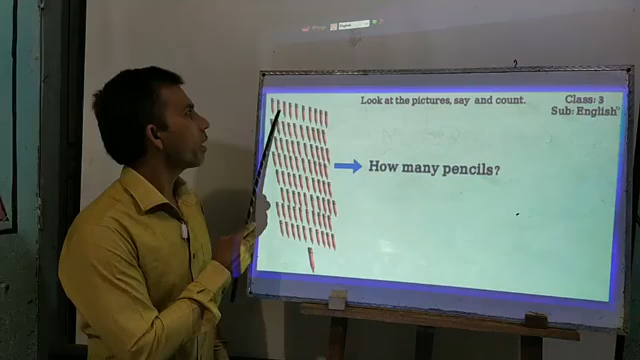 Look at the pictures, say and count.
Class: 3
Sub: English
How many pencils?